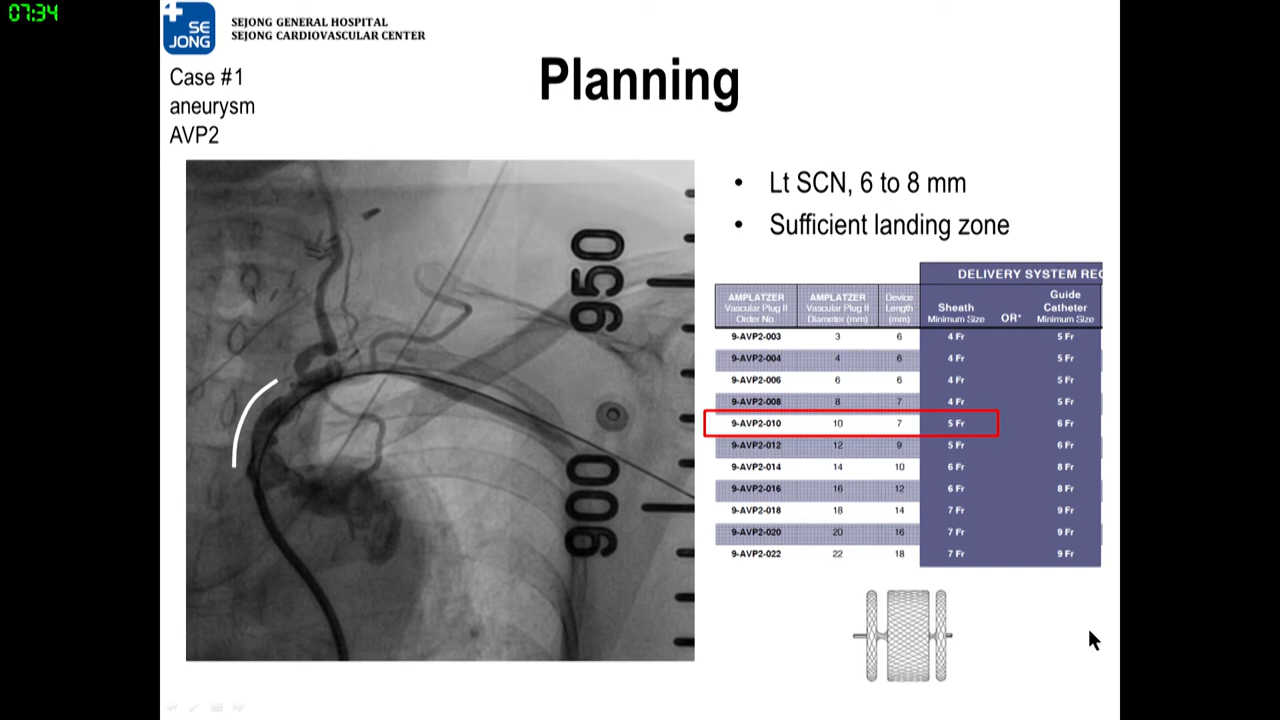 07:34
SE
JONG
SEJONG GENERAL HOSPITAL
SEJONG CARDIOVASCULAR CENTER
Case #1
aneurysm
AVP2
Planning
950
900
• Lt SCN, 6 to 8 mm
• Sufficient landing zone
DELIVERY SYSTEM REC
AMPLATZER Vascular Plug II Order No.
AMPLATZER Vascular Plug II Diameter (mm)
Device Length (mm)
Sheath Minimum Size
OR*
Guide Catheter Minimum Size
9-AVP2-003 3 6 4 Fr 5 Fr
9-AVP2-004 4 6 4 Fr 5 Fr
9-AVP2-006 6 6 4 Fr 5 Fr
9-AVP2-008 8 7 4 Fr 5 Fr
9-AVP2-010 10 7 5 Fr 6 Fr
9-AVP2-012 12 9 5 Fr 6 Fr
9-AVP2-014 14 10 6 Fr 8 Fr
9-AVP2-016 16 12 6 Fr 8 Fr
9-AVP2-018 18 14 7 Fr 9 Fr
9-AVP2-020 20 16 7 Fr 9 Fr
9-AVP2-022 22 18 7 Fr 9 Fr